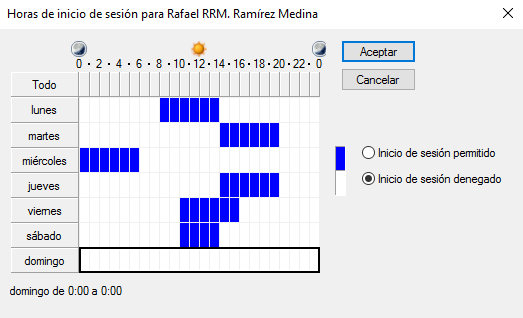 Horas de inicio de sesión para Rafael RRM. Ramírez Medina
0 · 2 · 4 · 6 · 8 · 10 · 12 · 14 · 16 · 18 · 20 · 22 · 0
Aceptar
Cancelar
Todo
lunes
martes
miércoles
jueves
viernes
sábado
domingo
Inicio de sesión permitido
Inicio de sesión denegado
domingo de 0:00 a 0:00